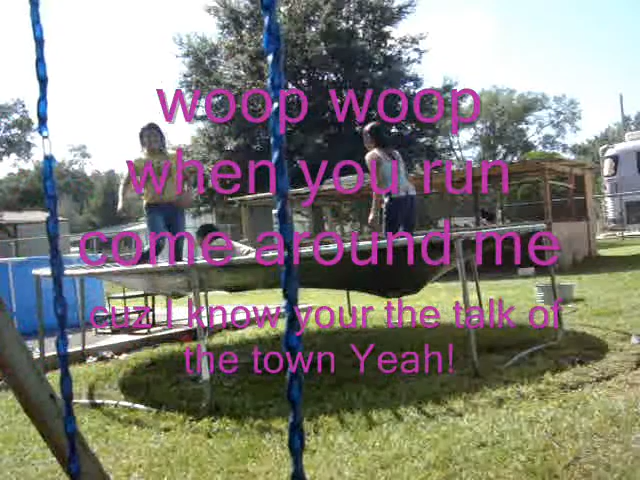 woop woop
when you run
come around me
cuz I know your the talk of
the town Yeah!